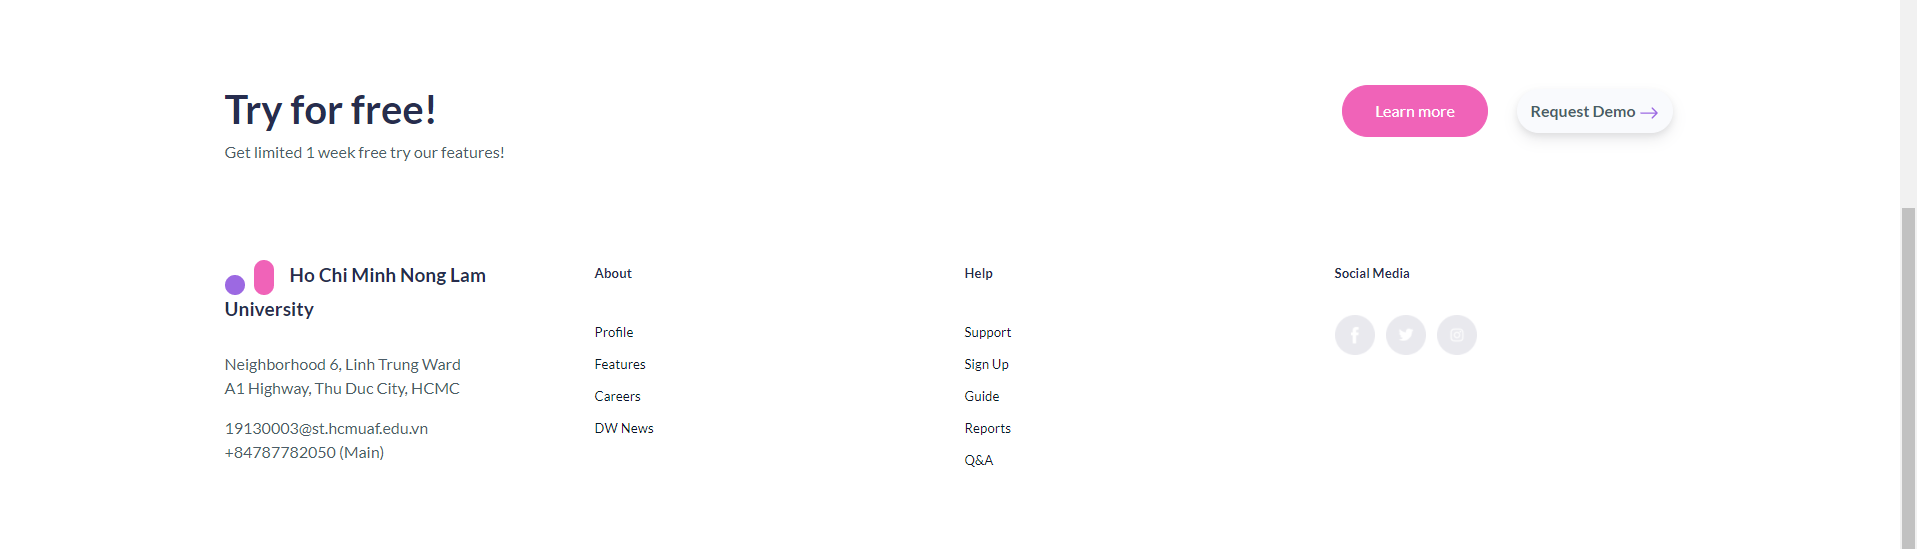 Try for free!
Get limited 1 week free try our features!
Learn more
Request Demo
Ho Chi Minh Nong Lam
University
Neighborhood 6, Linh Trung Ward
A1 Highway, Thu Duc City, HCMC
19130003@st.hcmuaf.edu.vn
+84787782050 (Main)
About
Profile
Features
Careers
DW News
Help
Support
Sign Up
Guide
Reports
Q&A
Social Media